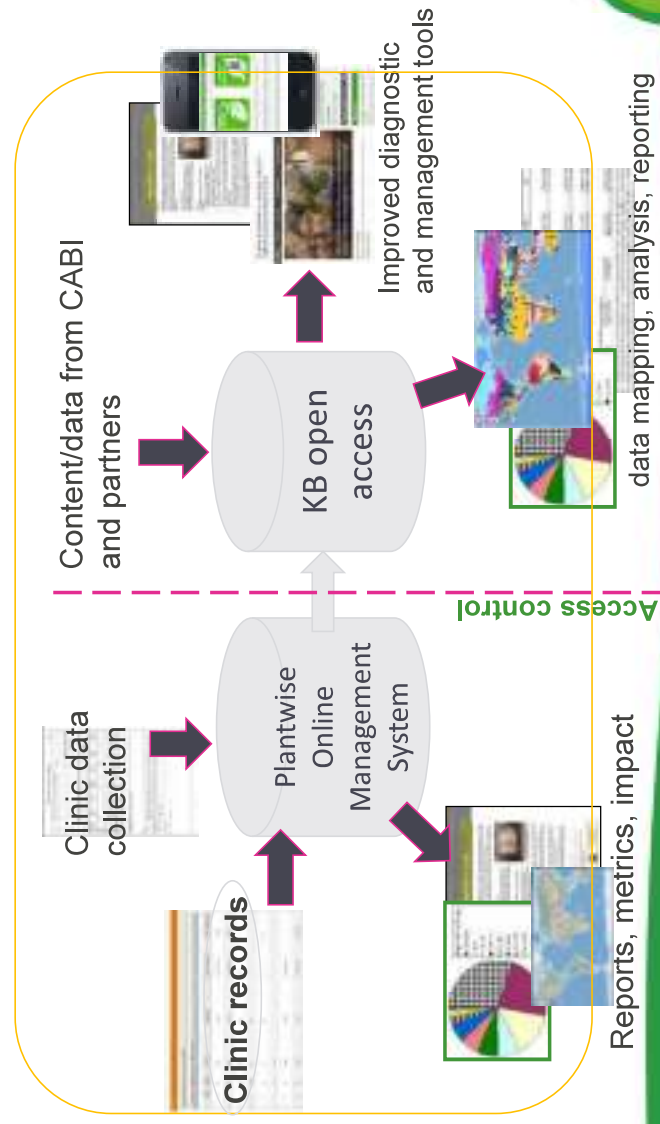 Clinic data
collection
Content/data from CABI
and partners
Clinic records
Plantwise
Online
Management
System
KB open
access
Access control
Improved diagnostic
and management tools
Reports, metrics, impact
data mapping, analysis, reporting